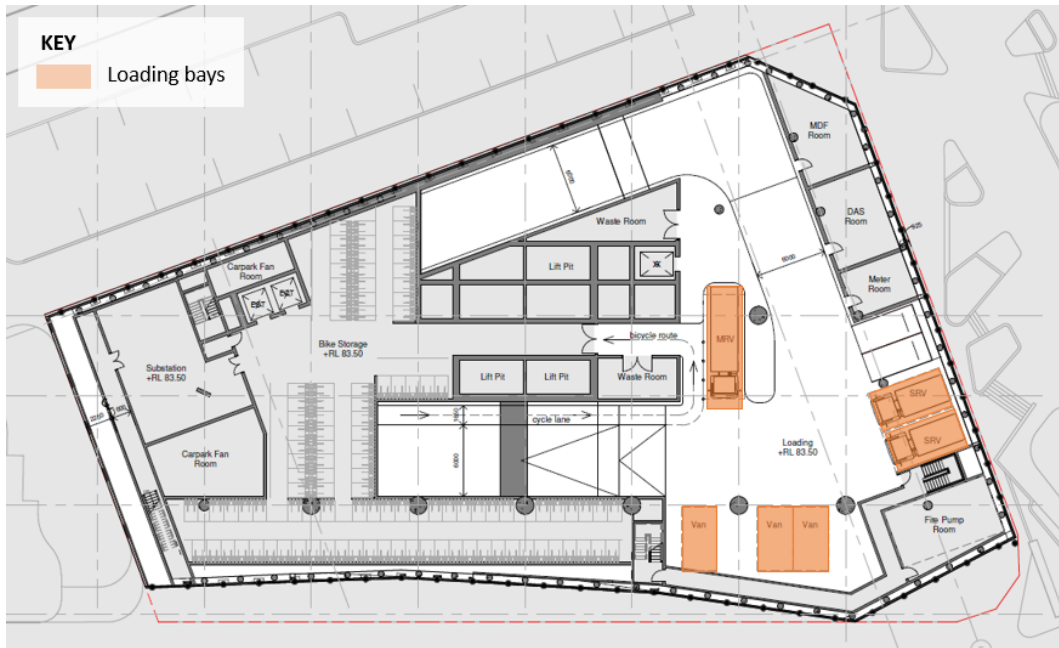 KEY
Loading bays
MDF
Room
6700
Waste Room
DAS
Room
925
Carpark Fan
Room
Lift Pit
6000
Meter
Room
bicycle route
MRV
Bike Storage
+RL 83.50
Substation
+RL 83.50
Lift Pit
Lift Pit
Waste Room
SRV
SRV
cycle lane
Loading
+RL 83.50
6000
Carpark Fan
Room
Van
Van
Van
Fire Pump
Room